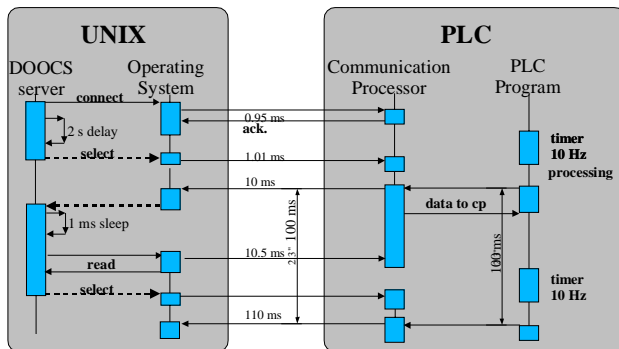 UNIX
PLC
DOOCS
server
Operating
System
Communication
Processor
PLC
Program
connect
0.95 ms
ack.
2 s delay
timer
10 Hz
processing
select
1.01 ms
10 ms
data to cp
1 ms sleep
100 ms
100
10.5 ms
read
select
timer
10 Hz
110 ms